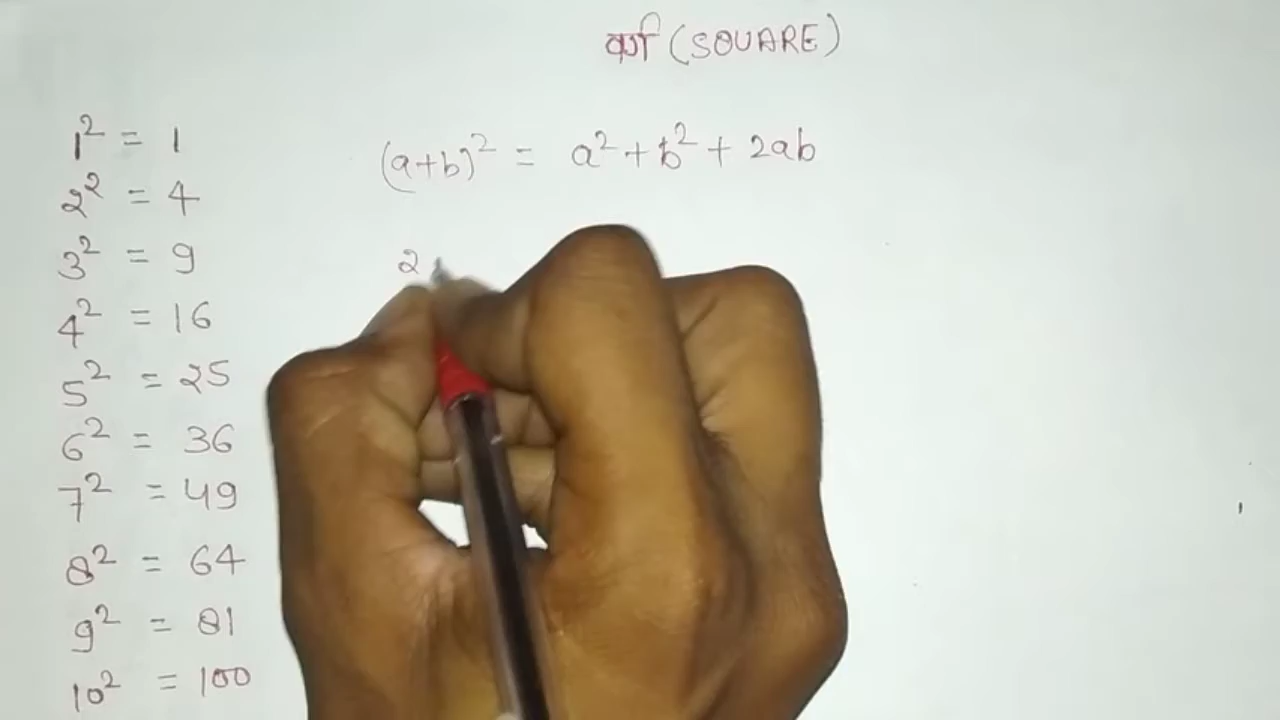 वर्ग (SQUARE)
1² = 1
2² = 4
3² = 9
4² = 16
5² = 25
6² = 36
7² = 49
8² = 64
9² = 81
10² = 100
(a+b)² = a² + b² + 2ab
2